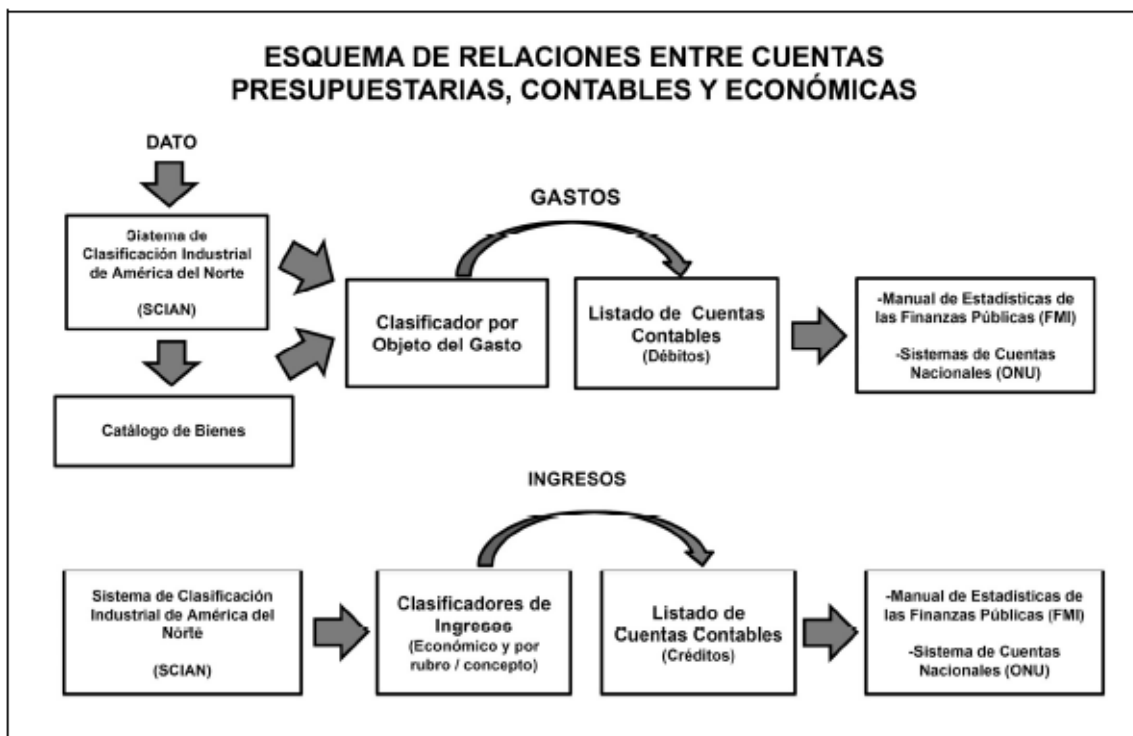 ESQUEMA DE RELACIONES ENTRE CUENTAS
PRESUPUESTARIAS, CONTABLES Y ECONÓMICAS
DATO
GASTOS
Sistema de
Clasificación Industrial
de América del Norte
(SCIAN)
Clasificador por
Objeto del Gasto
Listado de Cuentas
Contables
(Débitos)
-Manual de Estadísticas de
las Finanzas Públicas (FMI)
-Sistemas de Cuentas
Nacionales (ONU)
Catálogo de Bienes
INGRESOS
Sistema de Clasificación
Industrial de América del
Norte
(SCIAN)
Clasificadores de
Ingresos
(Económico y por
rubro / concepto)
Listado de
Cuentas Contables
(Créditos)
-Manual de Estadísticas de
las Finanzas Públicas (FMI)
-Sistema de Cuentas
Nacionales (ONU)